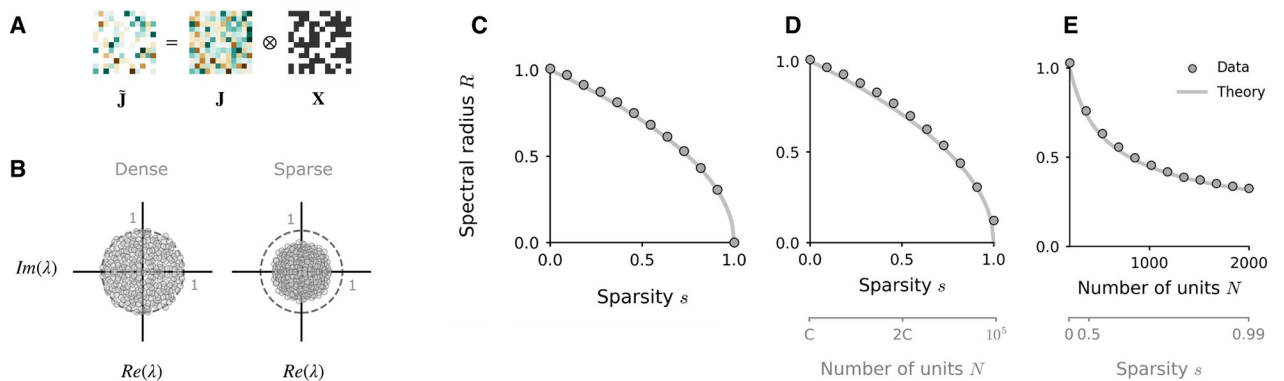 A
=
⊗
J̃
J
X
B
Dense
Sparse
1
1
Im(λ)
1
1
Re(λ)
Re(λ)
C
Spectral radius R
1.0
0.5
0.0
0.0
0.5
1.0
Sparsity s
D
1.0
0.5
0.0
0.0
0.5
1.0
Sparsity s
C
2C
10⁵
Number of units N
E
1.0
0.5
0.0
Data
Theory
1000
2000
Number of units N
0
0.5
0.99
Sparsity s